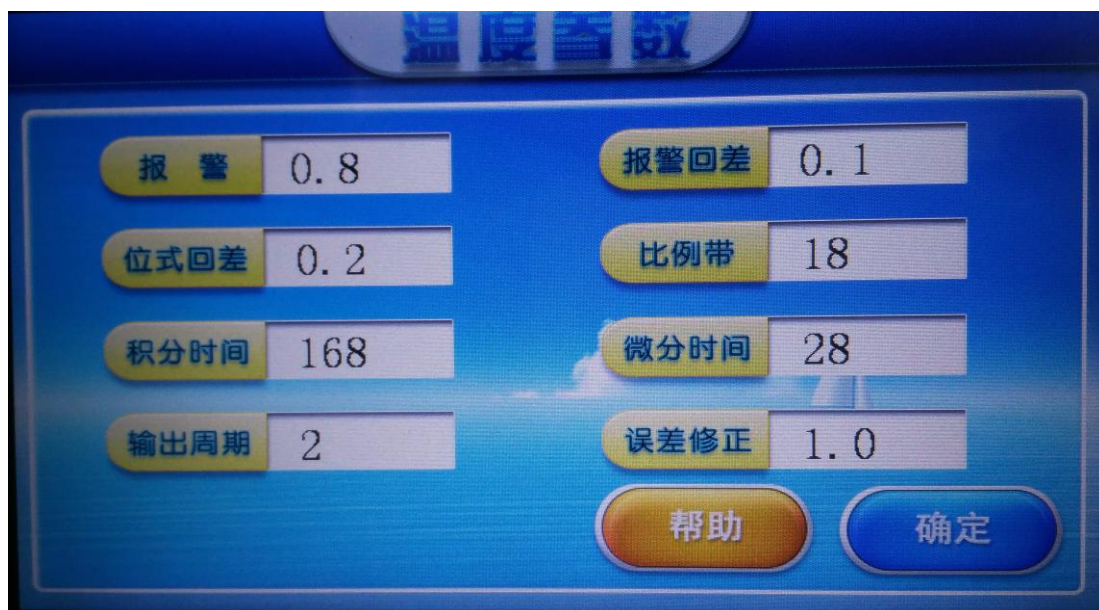 温度参数
报 警 0.8 报警回差 0.1
位式回差 0.2 比例带 18
积分时间 168 微分时间 28
输出周期 2 误差修正 1.0
帮助 确定